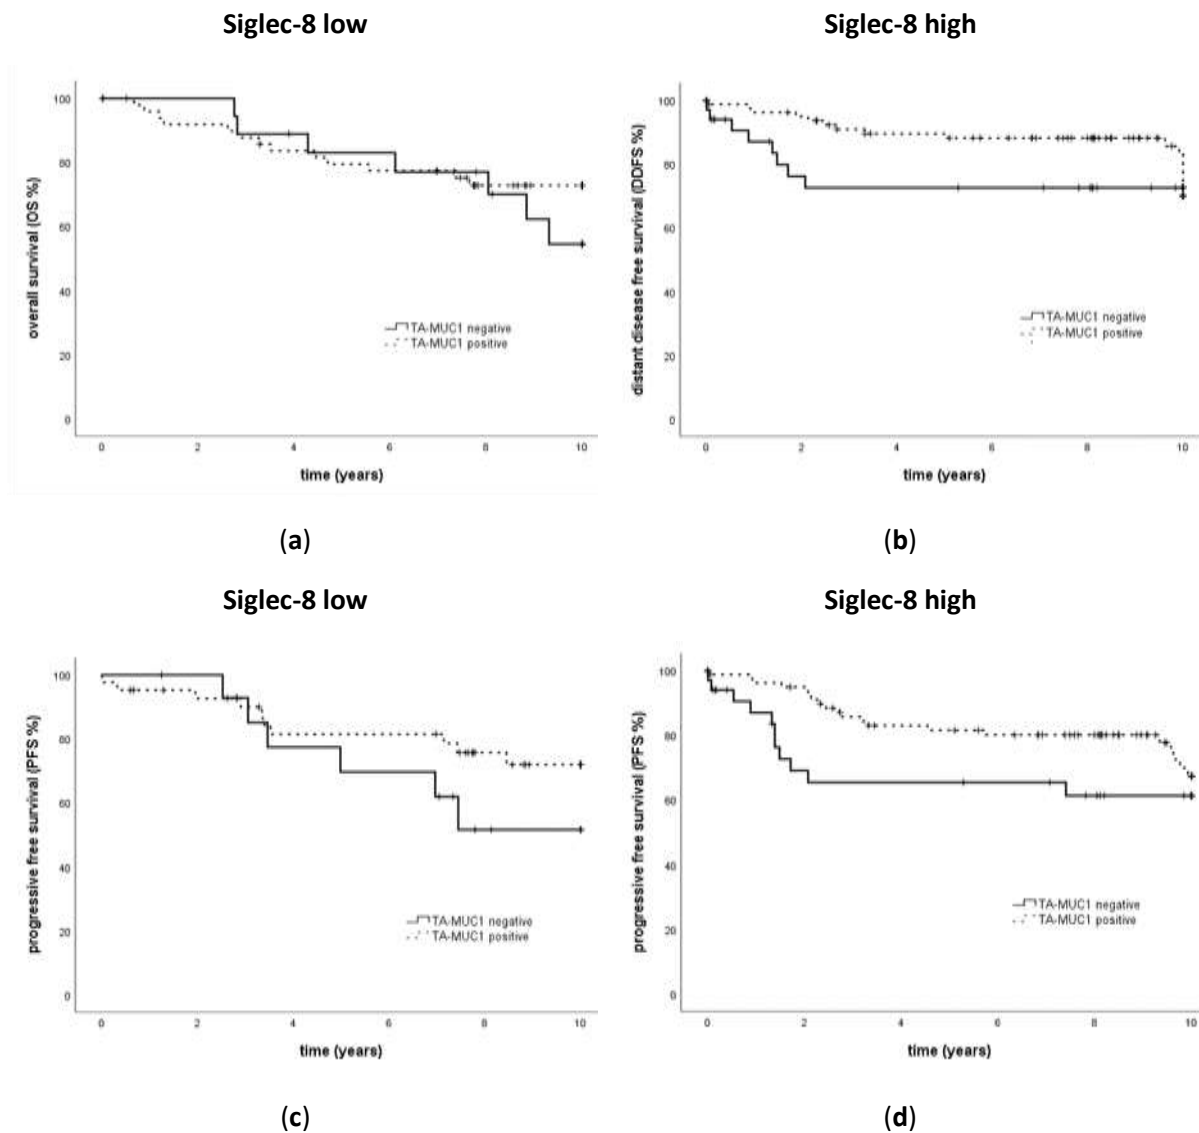 Siglec-8 low
overall survival (OS %)
100
80
60
40
20
0
TA-MUC1 negative
TA-MUC1 positive
0 2 4 6 8 10
time (years)
(a)
Siglec-8 high
distant disease free survival (DDFS %)
100
80
60
40
20
0
TA-MUC1 negative
TA-MUC1 positive
0 2 4 6 8 10
time (years)
(b)
Siglec-8 low
progressive free survival (PFS %)
100
80
60
40
20
0
TA-MUC1 negative
TA-MUC1 positive
0 2 4 6 8 10
time (years)
(c)
Siglec-8 high
progressive free survival (PFS %)
100
80
60
40
20
0
TA-MUC1 negative
TA-MUC1 positive
0 2 4 6 8 10
time (years)
(d)